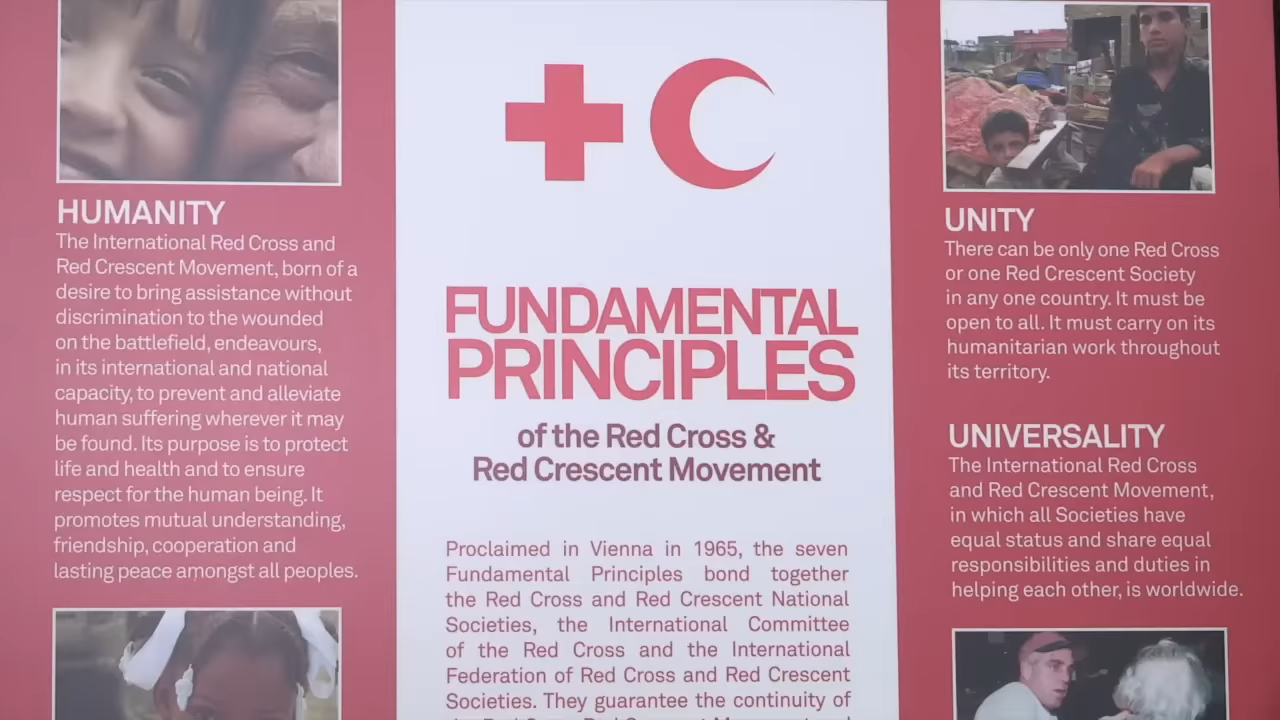 HUMANITY
The International Red Cross and
Red Crescent Movement, born of a
desire to bring assistance without
discrimination to the wounded
on the battlefield, endeavours,
in its international and national
capacity, to prevent and alleviate
human suffering wherever it may
be found. Its purpose is to protect
life and health and to ensure
respect for the human being. It
promotes mutual understanding,
friendship, cooperation and
lasting peace amongst all peoples.
FUNDAMENTAL
PRINCIPLES
of the Red Cross &
Red Crescent Movement
Proclaimed in Vienna in 1965, the seven
Fundamental Principles bond together
the Red Cross and Red Crescent National
Societies, the International Committee
of the Red Cross and the International
Federation of Red Cross and Red Crescent
Societies. They guarantee the continuity of
UNITY
There can be only one Red Cross
or one Red Crescent Society
in any one country. It must be
open to all. It must carry on its
humanitarian work throughout
its territory.
UNIVERSALITY
The International Red Cross
and Red Crescent Movement,
in which all Societies have
equal status and share equal
responsibilities and duties in
helping each other, is worldwide.